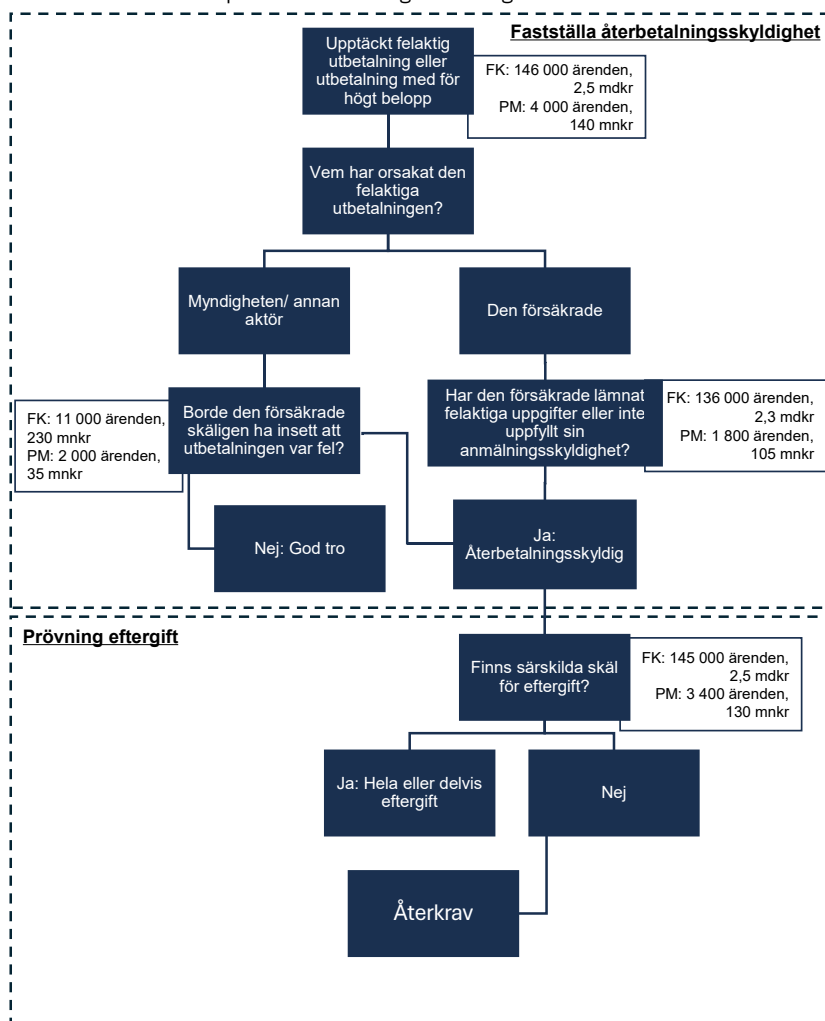 Fastställa återbetalningsskyldighet
Upptäckt felaktig
utbetalning eller
utbetalning med för
högt belopp
FK: 146 000 ärenden,
2,5 mdkr
PM: 4 000 ärenden,
140 mnkr
Vem har orsakat den
felaktiga
utbetalningen?
Myndigheten/ annan
aktör
Den försäkrade
FK: 11 000 ärenden,
230 mnkr
PM: 2 000 ärenden,
35 mnkr
Borde den försäkrade
skäligen ha insett att
utbetalningen var fel?
Har den försäkrade lämnat
felaktiga uppgifter eller inte
uppfyllt sin
anmälningsskyldighet?
FK: 136 000 ärenden,
2,3 mdkr
PM: 1 800 ärenden,
105 mnkr
Nej: God tro
Ja:
Återbetalningsskyldig
Prövning eftergift
Finns särskilda skäl
för eftergift?
FK: 145 000 ärenden,
2,5 mdkr
PM: 3 400 ärenden,
130 mnkr
Ja: Hela eller delvis
eftergift
Nej
Återkrav